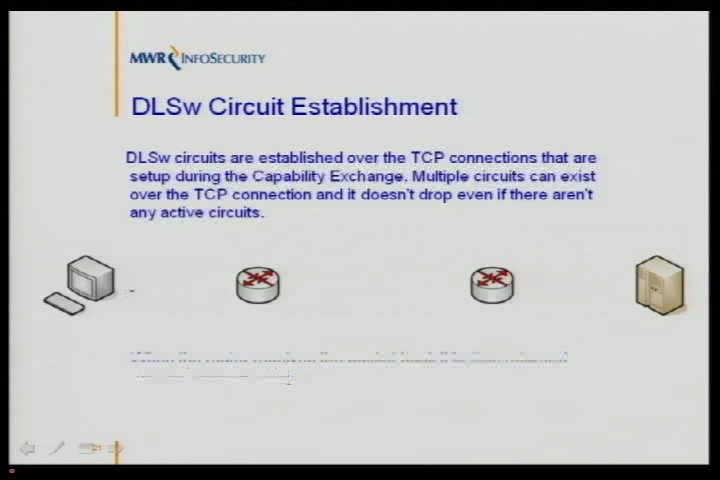 MWR INFOSECURITY
DLSw Circuit Establishment
DLSw circuits are established over the TCP connections that are
setup during the Capability Exchange. Multiple circuits can exist
over the TCP connection and it doesn't drop even if there aren't
any active circuits.